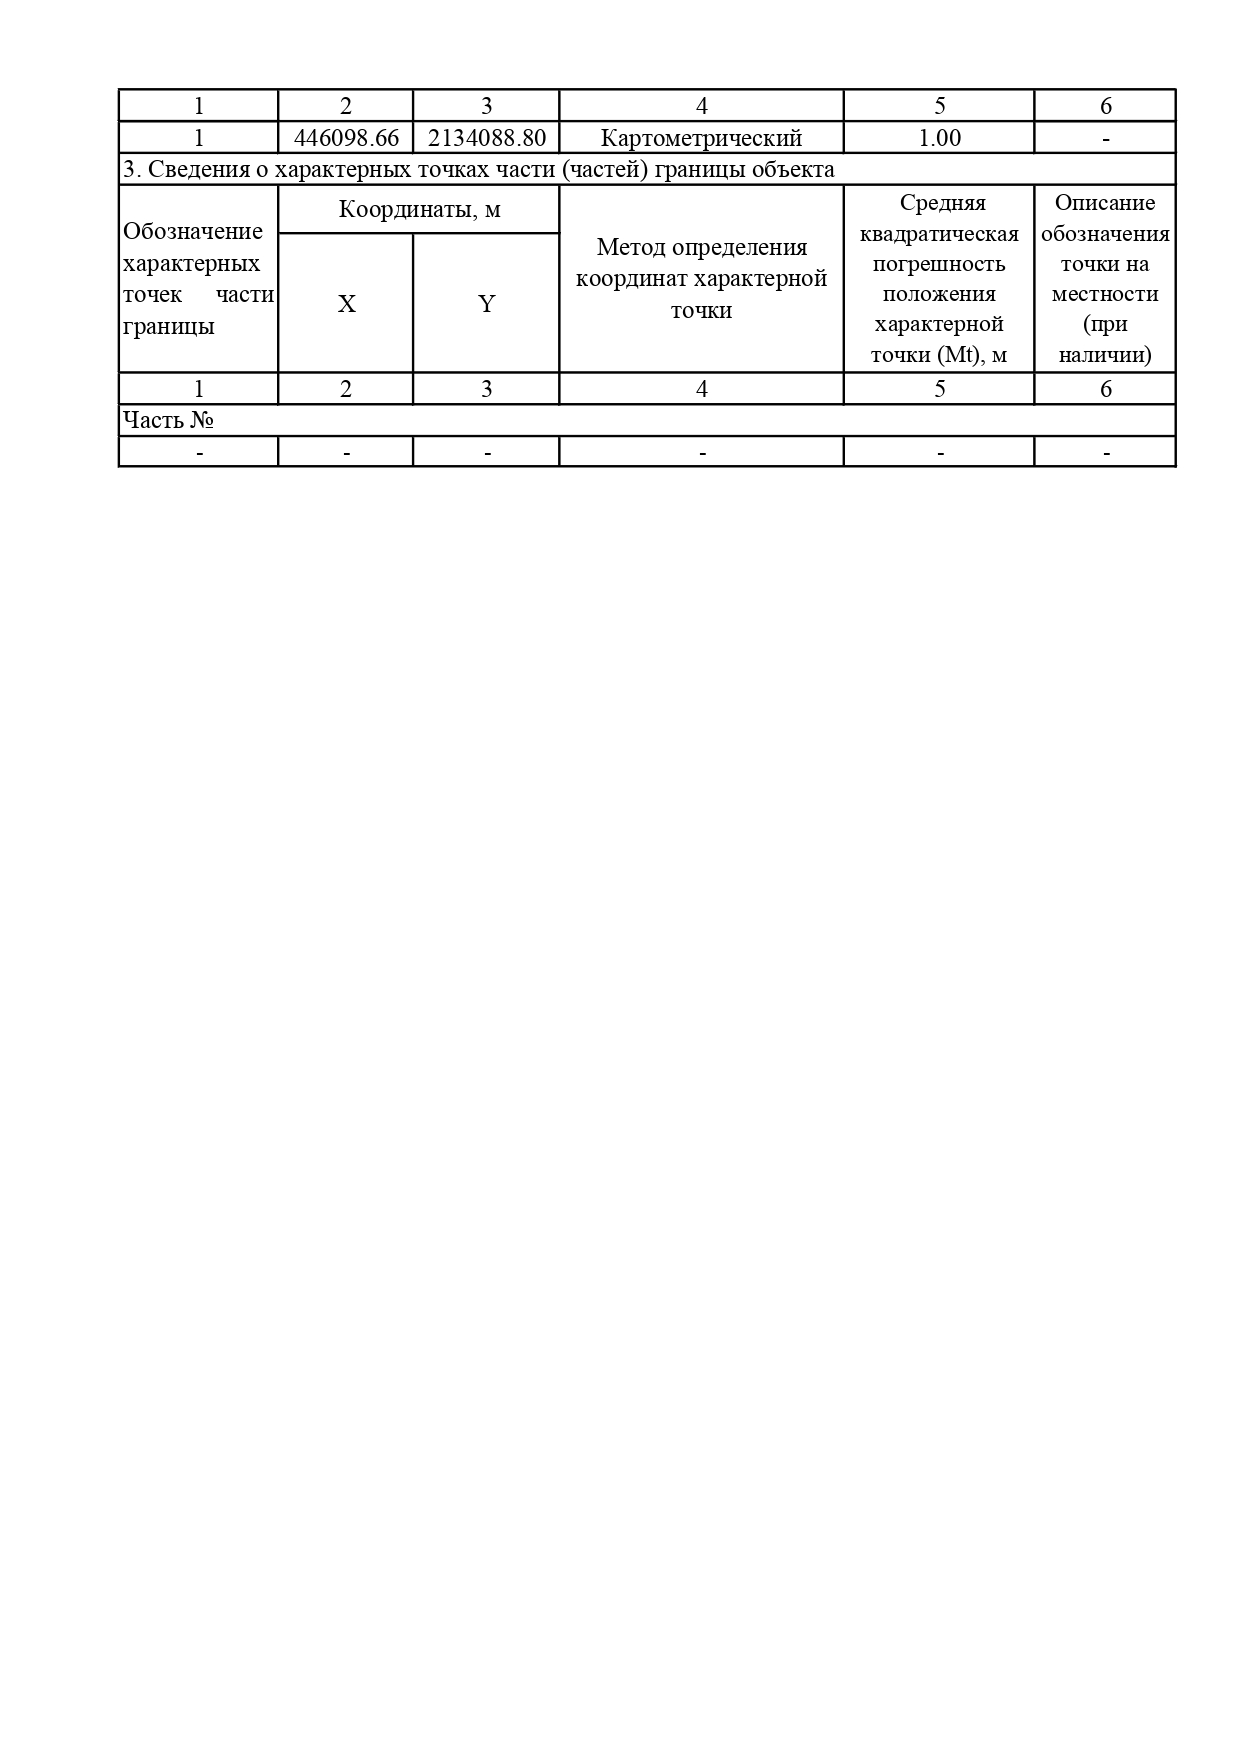 1 2 3 4 5 6
1 446098.66 2134088.80 Картометрический 1.00 -
3. Сведения о характерных точках части (частей) границы объекта
Обозначение
характерных
точек части
границы
Координаты, м
X Y
Метод определения
координат характерной
точки
Средняя
квадратическая
погрешность
положения
характерной
точки (Mt), м
Описание
обозначения
точки на
местности
(при
наличии)
1 2 3 4 5 6
Часть №
- - - - - -